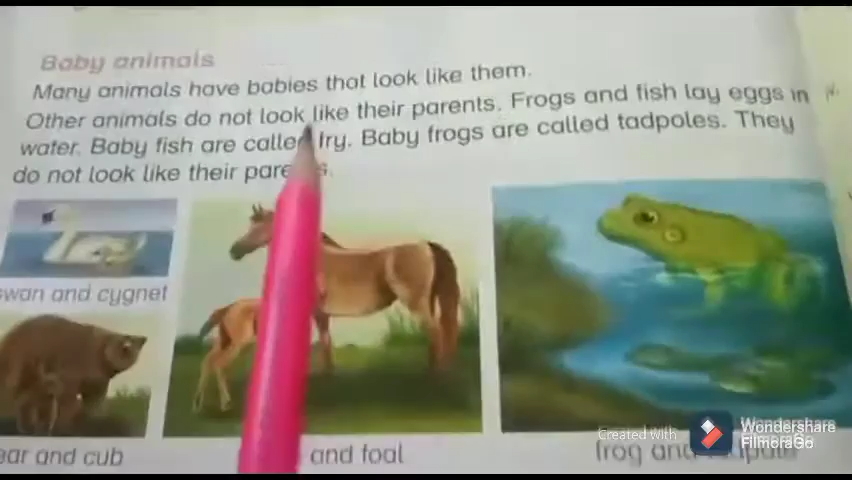 Baby animals
Many animals have babies that look like them.
Other animals do not look like their parents. Frogs and fish lay eggs in
water. Baby fish are called fry. Baby frogs are called tadpoles. They
do not look like their parents.
swan and cygnet
and cub
and foal
frog and
Created with
Wondershare
FilmoraGo